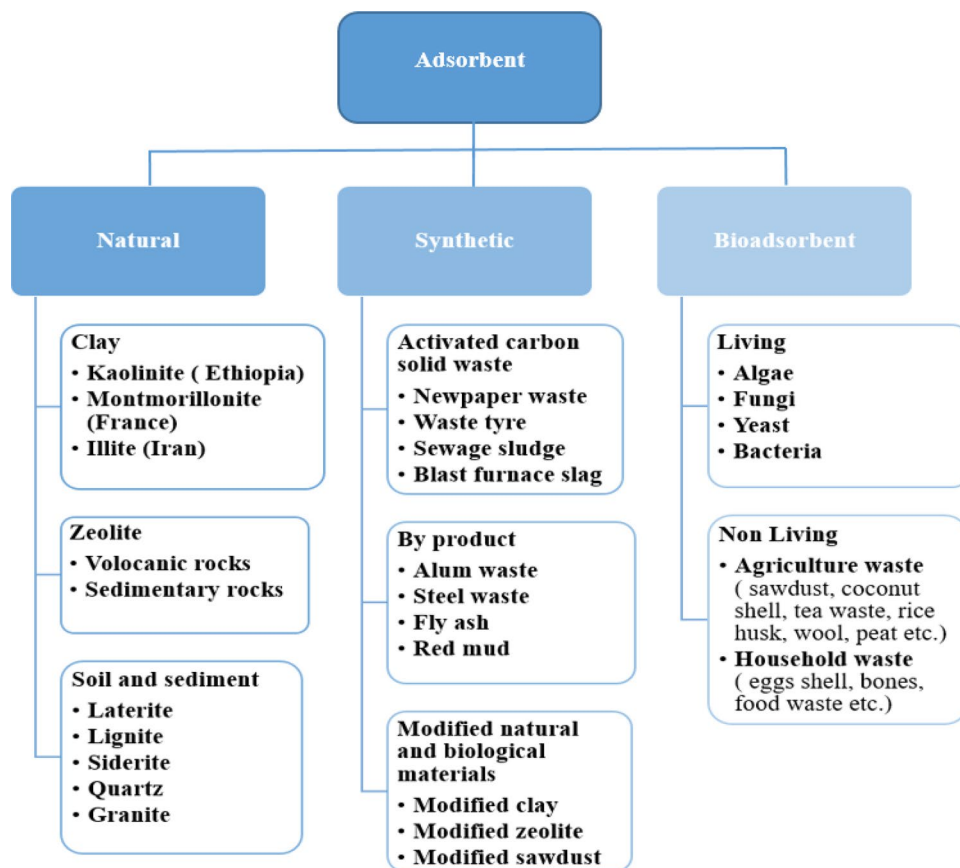 Adsorbent
Natural
Synthetic
Bioadsorbent
Clay
• Kaolinite ( Ethiopia)
• Montmorillonite
(France)
• Illite (Iran)
Zeolite
• Volocanic rocks
• Sedimentary rocks
Soil and sediment
• Laterite
• Lignite
• Siderite
• Quartz
• Granite
Activated carbon
solid waste
• Newpaper waste
• Waste tyre
• Sewage sludge
• Blast furnace slag
By product
• Alum waste
• Steel waste
• Fly ash
• Red mud
Modified natural
and biological
materials
• Modified clay
• Modified zeolite
• Modified sawdust
Living
• Algae
• Fungi
• Yeast
• Bacteria
Non Living
• Agriculture waste
( sawdust, coconut
shell, tea waste, rice
husk, wool, peat etc.)
• Household waste
( eggs shell, bones,
food waste etc.)